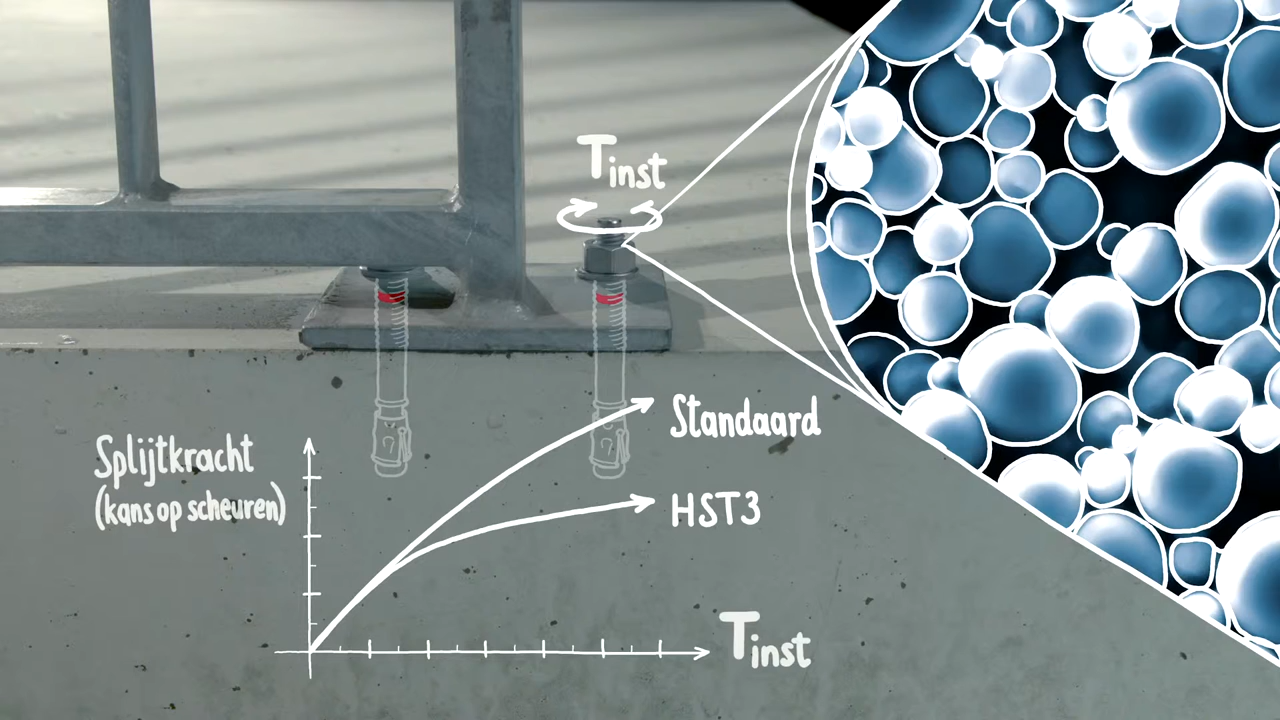 Tinst
Standaard
Splijtkracht
(kans op scheuren)
HST3
Tinst